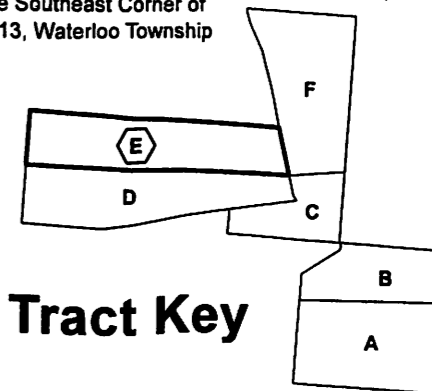 e Southeast Corner of
13, Waterloo Township
F
E
D
C
B
A
Tract Key